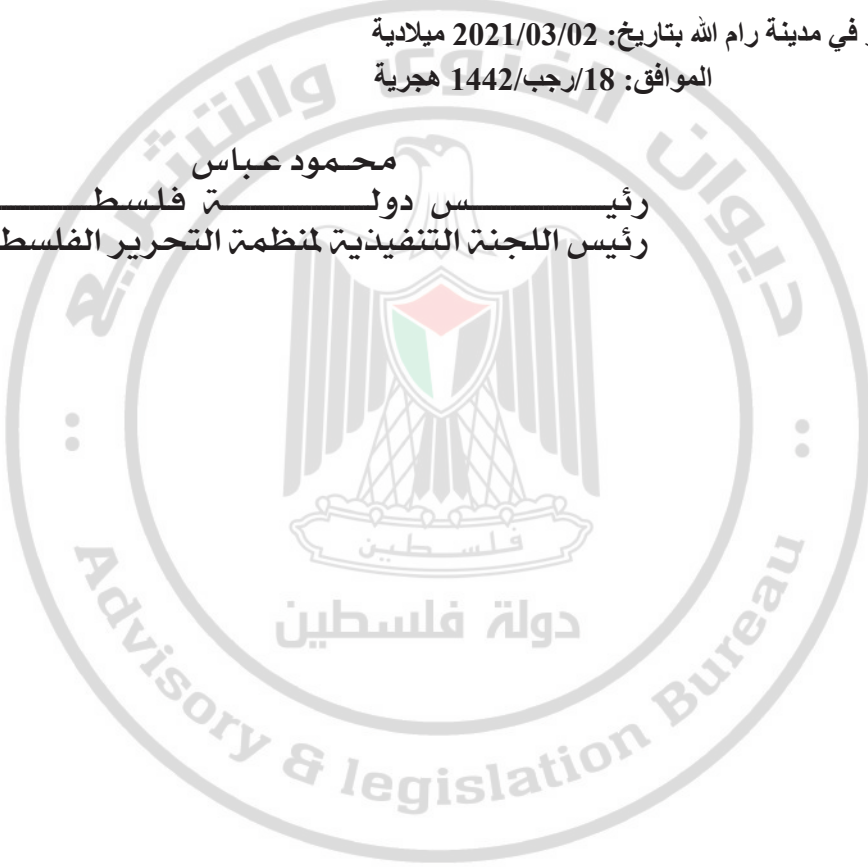 في مدينة رام الله بتاريخ: 2021/03/02 ميلادية
الموافق: 18/رجب/1442 هجرية
محمود عباس
رئيس دولة
رئيس اللجنة التنفيذية لمنظمة التحرير
ديوان الفتوى والتشريع
فلسطين
دولة فلسطين
Advisory & legislation Bureau